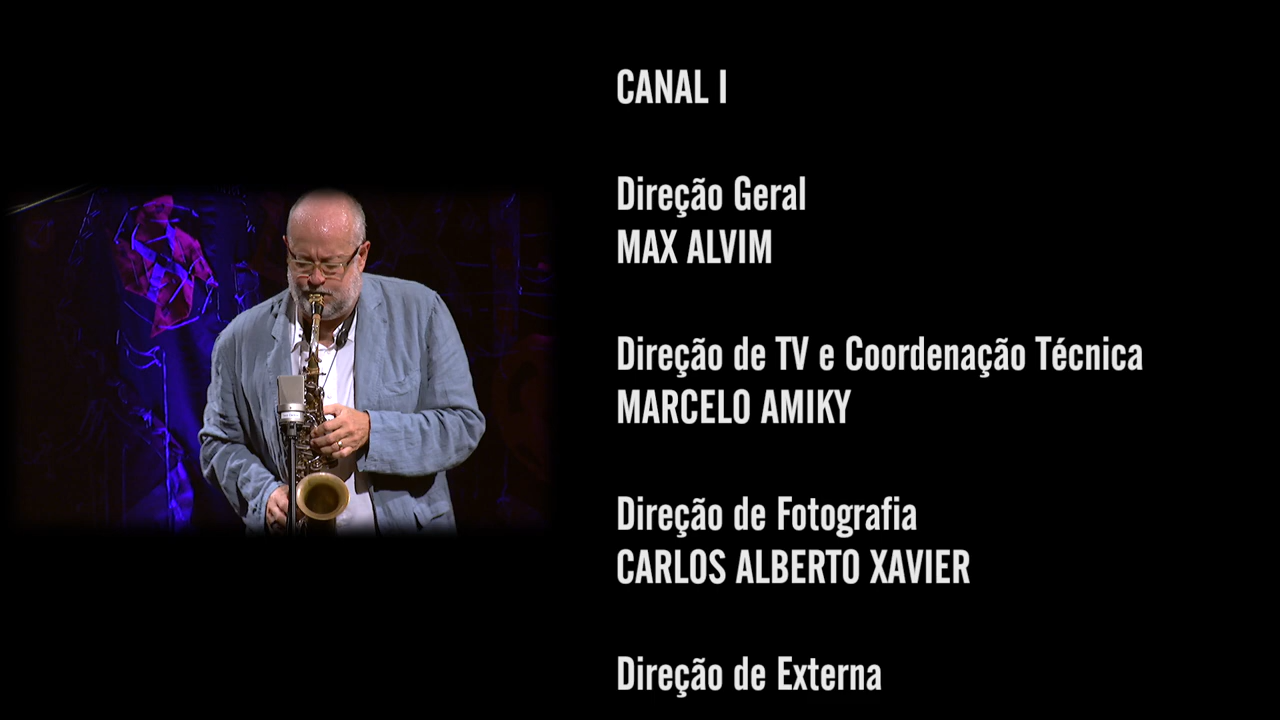 CANAL I
Direção Geral
MAX ALVIM
Direção de TV e Coordenação Técnica
MARCELO AMIKY
Direção de Fotografia
CARLOS ALBERTO XAVIER
Direção de Externa